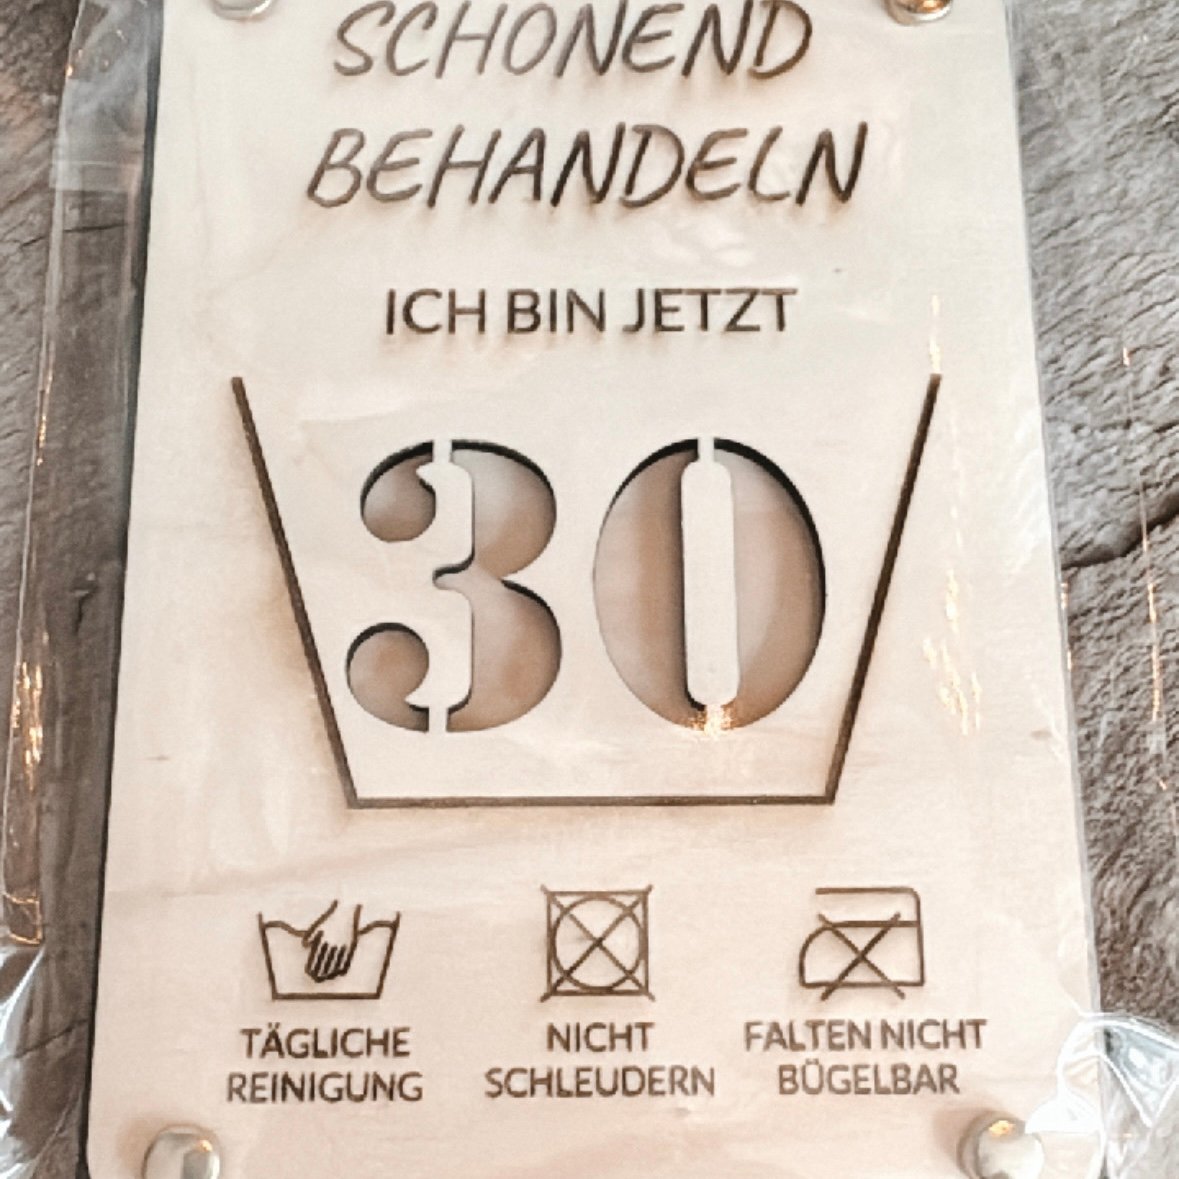 SCHONEND
BEHANDELN
ICH BIN JETZT
30
TÄGLICHE
REINIGUNG
NICHT
SCHLEUDERN
FALTEN NICHT
BÜGELBAR